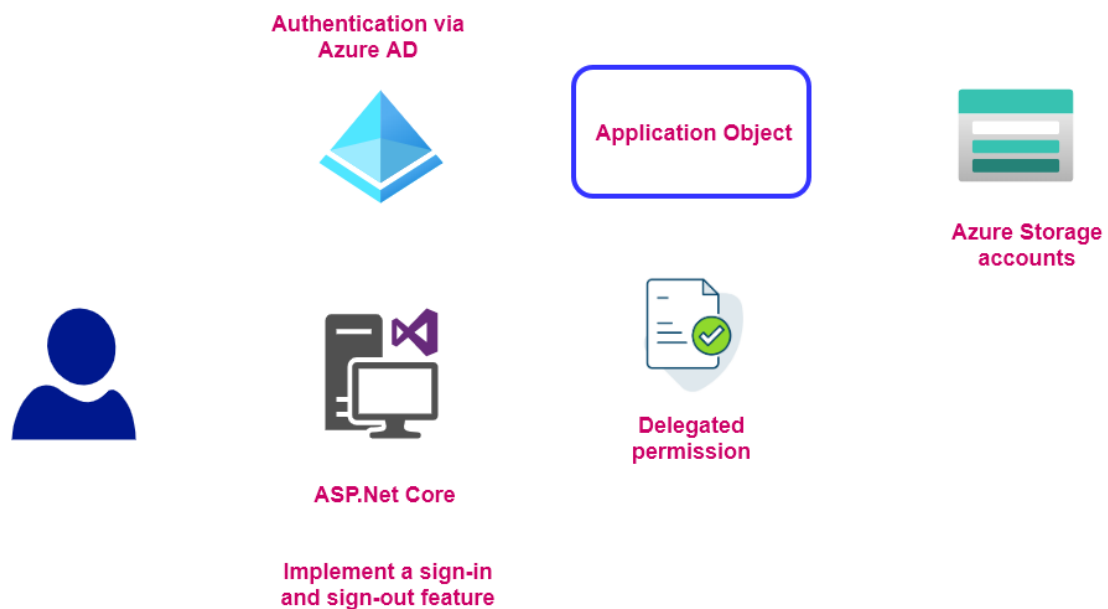 Authentication via
Azure AD
Application Object
Azure Storage
accounts
Delegated
permission
ASP.Net Core
Implement a sign-in
and sign-out feature